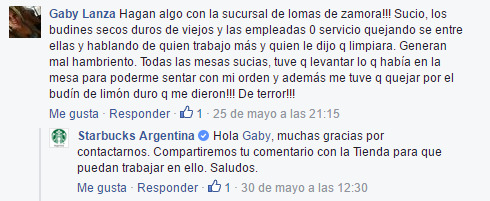 Gaby Lanza Hagan algo con la sucursal de lomas de zamora!!! Sucio, los
budines secos duros de viejos y las empleadas 0 servicio quejando se entre
ellas y hablando de quien trabajo más y quien le dijo q limpiara. Generan
mal hambriento. Todas las mesas sucias, tuve q levantar lo q había en la
mesa para poderme sentar con mi orden y además me tuve q quejar por el
budín de limón duro q me dieron!!! De terror!!!
Me gusta · Responder · 1 · 25 de mayo a las 21:15
Starbucks Argentina Hola Gaby, muchas gracias por
contactarnos. Compartiremos tu comentario con la Tienda para que
puedan trabajar en ello. Saludos.
Me gusta · Responder · 1 · 30 de mayo a las 12:30